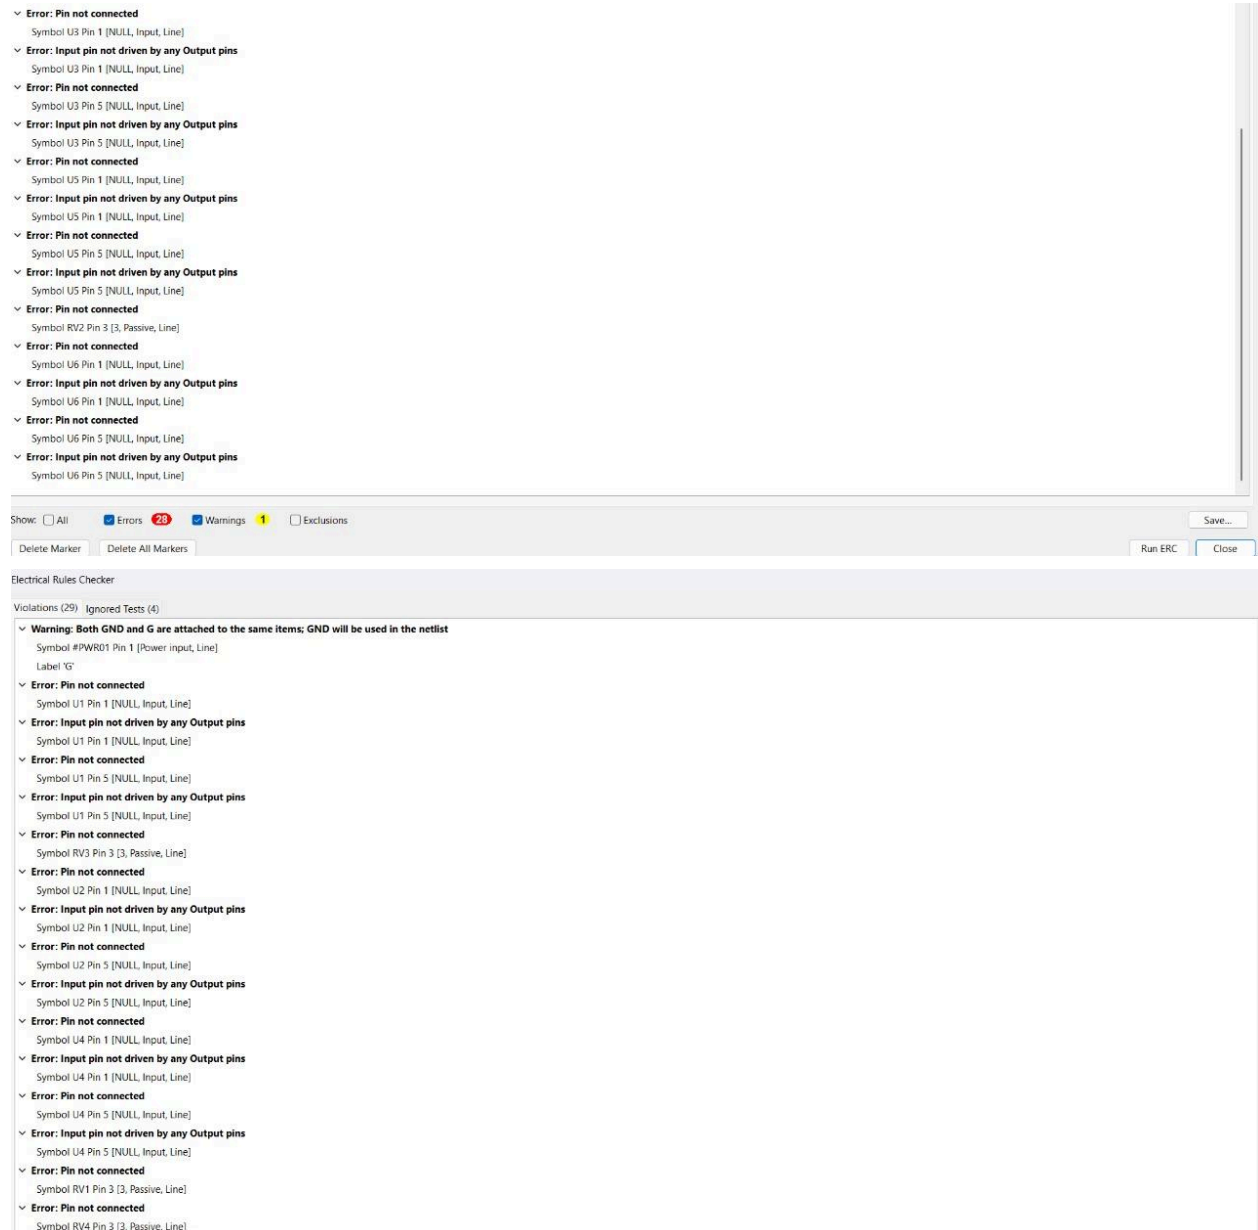 Error: Pin not connected
Symbol U3 Pin 1 [NULL, Input, Line]
Error: Input pin not driven by any Output pins
Symbol U3 Pin 1 [NULL, Input, Line]
Error: Pin not connected
Symbol U3 Pin 5 [NULL, Input, Line]
Error: Input pin not driven by any Output pins
Symbol U3 Pin 5 [NULL, Input, Line]
Error: Pin not connected
Symbol U5 Pin 1 [NULL, Input, Line]
Error: Input pin not driven by any Output pins
Symbol U5 Pin 1 [NULL, Input, Line]
Error: Pin not connected
Symbol U5 Pin 5 [NULL, Input, Line]
Error: Input pin not driven by any Output pins
Symbol U5 Pin 5 [NULL, Input, Line]
Error: Pin not connected
Symbol RV2 Pin 3 [3, Passive, Line]
Error: Pin not connected
Symbol U6 Pin 1 [NULL, Input, Line]
Error: Input pin not driven by any Output pins
Symbol U6 Pin 1 [NULL, Input, Line]
Error: Pin not connected
Symbol U6 Pin 5 [NULL, Input, Line]
Error: Input pin not driven by any Output pins
Symbol U6 Pin 5 [NULL, Input, Line]
Show: All Errors 28 Warnings 1 Exclusions Save...
Delete Marker Delete All Markers Run ERC Close
Electrical Rules Checker
Violations (29) Ignored Tests (4)
Warning: Both GND and G are attached to the same items; GND will be used in the netlist
Symbol #PWR01 Pin 1 [Power input, Line]
Label 'G'
Error: Pin not connected
Symbol U1 Pin 1 [NULL, Input, Line]
Error: Input pin not driven by any Output pins
Symbol U1 Pin 1 [NULL, Input, Line]
Error: Pin not connected
Symbol U1 Pin 5 [NULL, Input, Line]
Error: Input pin not driven by any Output pins
Symbol U1 Pin 5 [NULL, Input, Line]
Error: Pin not connected
Symbol RV3 Pin 3 [3, Passive, Line]
Error: Pin not connected
Symbol U2 Pin 1 [NULL, Input, Line]
Error: Input pin not driven by any Output pins
Symbol U2 Pin 1 [NULL, Input, Line]
Error: Pin not connected
Symbol U2 Pin 5 [NULL, Input, Line]
Error: Input pin not driven by any Output pins
Symbol U2 Pin 5 [NULL, Input, Line]
Error: Pin not connected
Symbol U4 Pin 1 [NULL, Input, Line]
Error: Input pin not driven by any Output pins
Symbol U4 Pin 1 [NULL, Input, Line]
Error: Pin not connected
Symbol U4 Pin 5 [NULL, Input, Line]
Error: Input pin not driven by any Output pins
Symbol U4 Pin 5 [NULL, Input, Line]
Error: Pin not connected
Symbol RV1 Pin 3 [3, Passive, Line]
Error: Pin not connected
Symbol RV4 Pin 3 [3, Passive, Line]